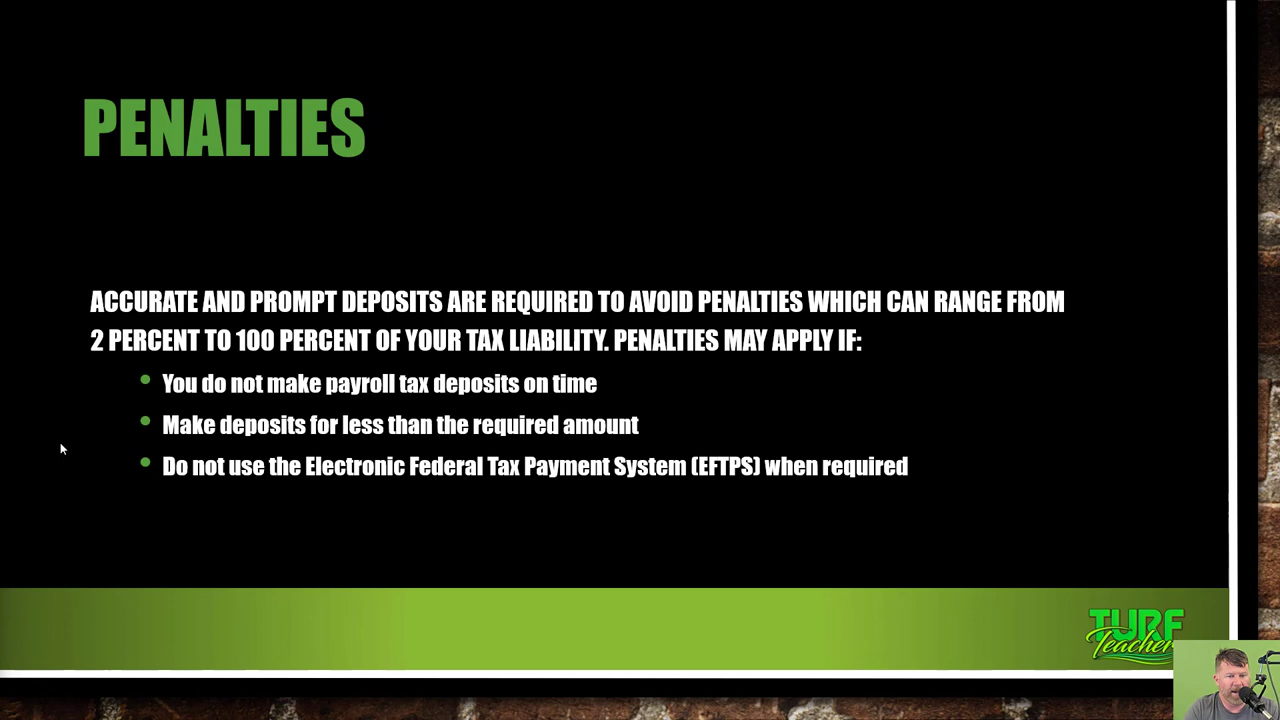 PENALTIES
ACCURATE AND PROMPT DEPOSITS ARE REQUIRED TO AVOID PENALTIES WHICH CAN RANGE FROM
2 PERCENT TO 100 PERCENT OF YOUR TAX LIABILITY. PENALTIES MAY APPLY IF:
• You do not make payroll tax deposits on time
• Make deposits for less than the required amount
• Do not use the Electronic Federal Tax Payment System (EFTPS) when required
TURF
Teacher